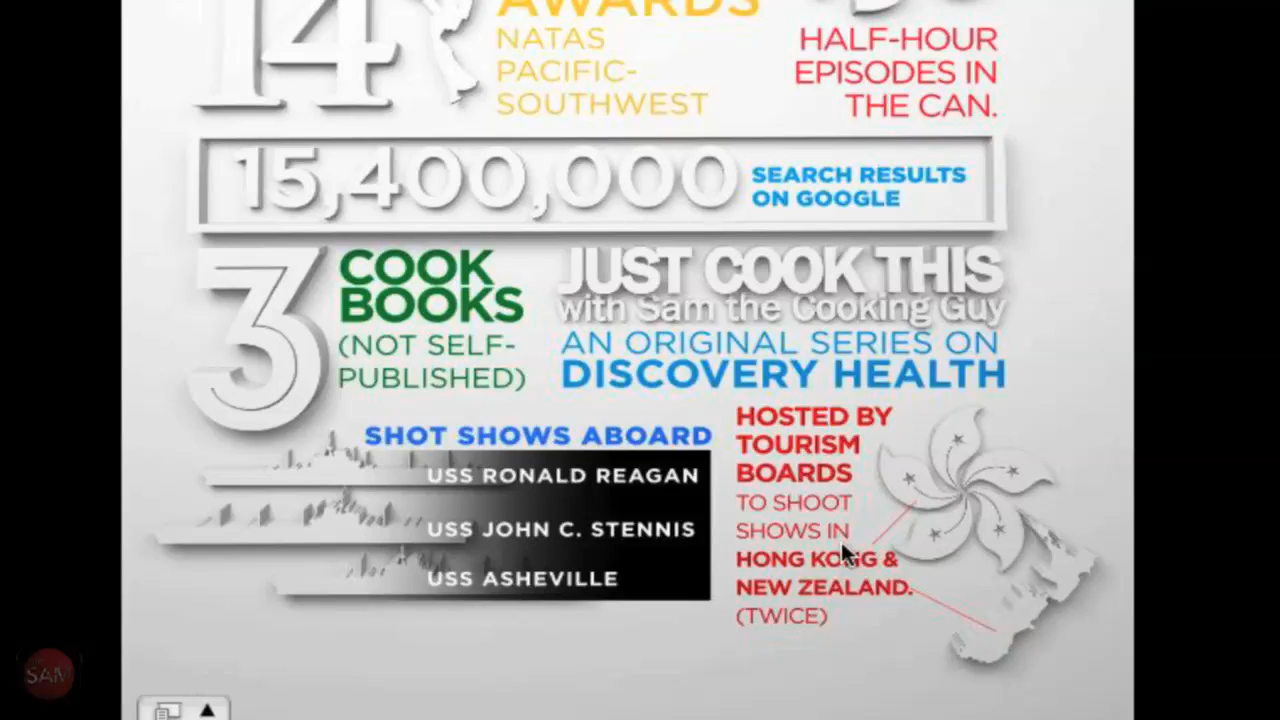 14
AWARDS
NATAS
PACIFIC-
SOUTHWEST
HALF-HOUR
EPISODES IN
THE CAN.
15,400,000
SEARCH RESULTS
ON GOOGLE
3
COOK
BOOKS
(NOT SELF-
PUBLISHED)
JUST COOK THIS
with Sam the Cooking Guy
AN ORIGINAL SERIES ON
DISCOVERY HEALTH
SHOT SHOWS ABOARD
USS RONALD REAGAN
USS JOHN C. STENNIS
USS ASHEVILLE
HOSTED BY
TOURISM
BOARDS
TO SHOOT
SHOWS IN
HONG KONG &
NEW ZEALAND.
(TWICE)
SAM